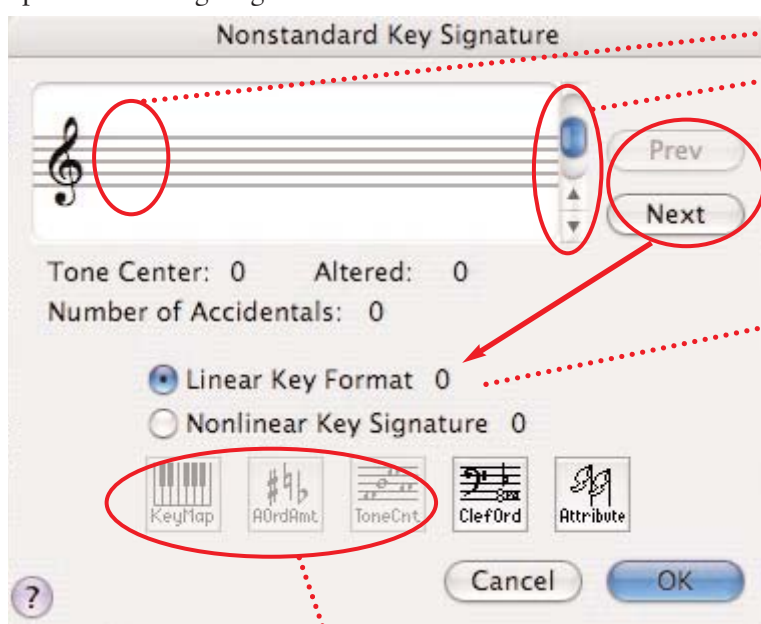 Nonstandard Key Signature
Prev
Next
Tone Center: 0 Altered: 0
Number of Accidentals: 0
Linear Key Format 0
Nonlinear Key Signature 0
KeyMap AOrdAmt ToneCnt ClefOrd Attribute
? Cancel OK